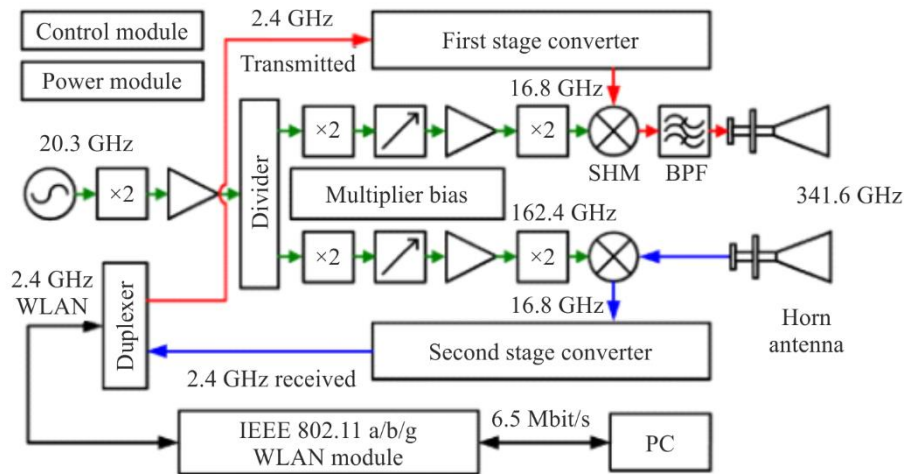 Control module
Power module
2.4 GHz
Transmitted
First stage converter
16.8 GHz
20.3 GHz
×2
Divider
×2
×2
SHM
BPF
Multiplier bias
341.6 GHz
162.4 GHz
×2
×2
16.8 GHz
2.4 GHz
WLAN
Duplexer
Second stage converter
Horn
antenna
2.4 GHz received
IEEE 802.11 a/b/g
WLAN module
6.5 Mbit/s
PC